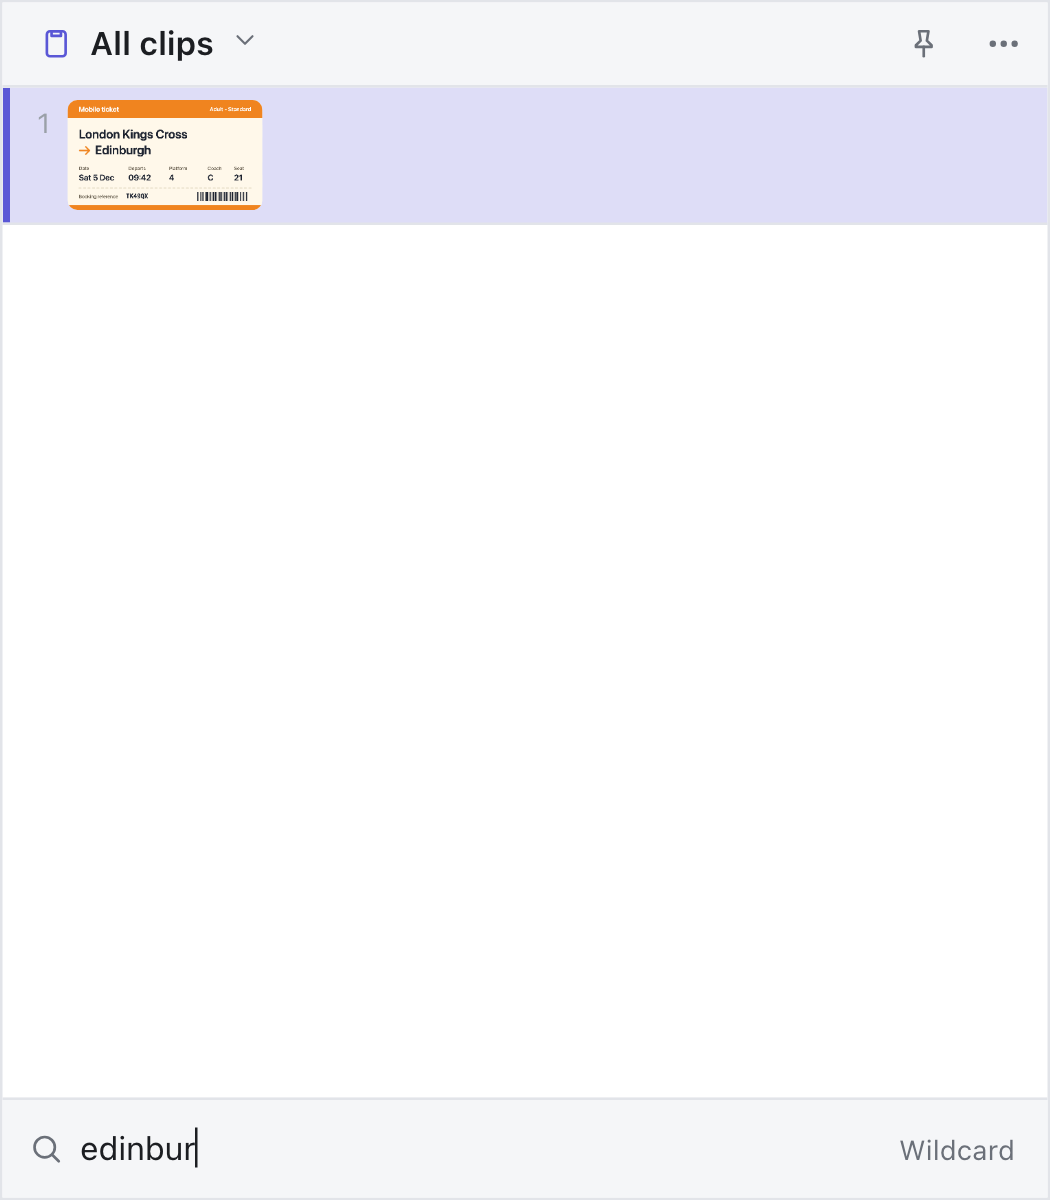 All clips
1
Mobile ticket Adult - Standard
London Kings Cross
→ Edinburgh
Date Departs Platform Coach Seat
Sat 5 Dec 09:42 4 C 21
Booking reference TK49QX
edinbur Wildcard